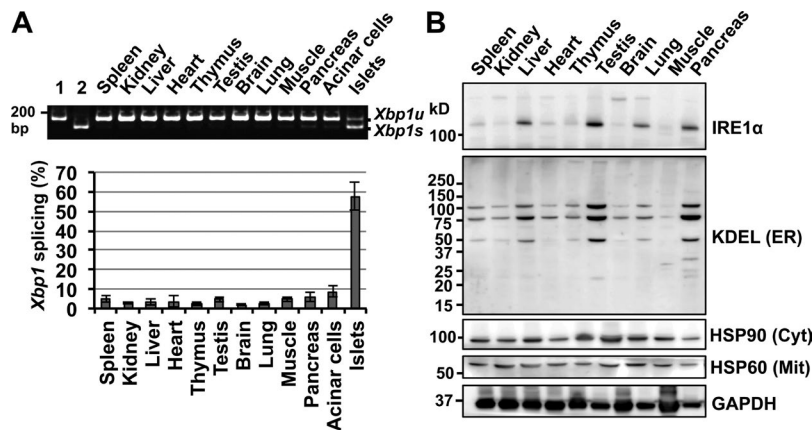 A
1 2 Spleen Kidney Liver Heart Thymus Testis Brain Lung Muscle Pancreas Acinar cells Islets
200
bp
Xbp1u
Xbp1s
Xbp1 splicing (%)
70
60
50
40
30
20
10
0
Spleen Kidney Liver Heart Thymus Testis Brain Lung Muscle Pancreas Acinar cells Islets
B
Spleen Kidney Liver Heart Thymus Testis Brain Lung Muscle Pancreas
kD
100
IRE1α
250
150
100
75
50
37
25
20
15
KDEL (ER)
100
HSP90 (Cyt)
50
HSP60 (Mit)
37
GAPDH